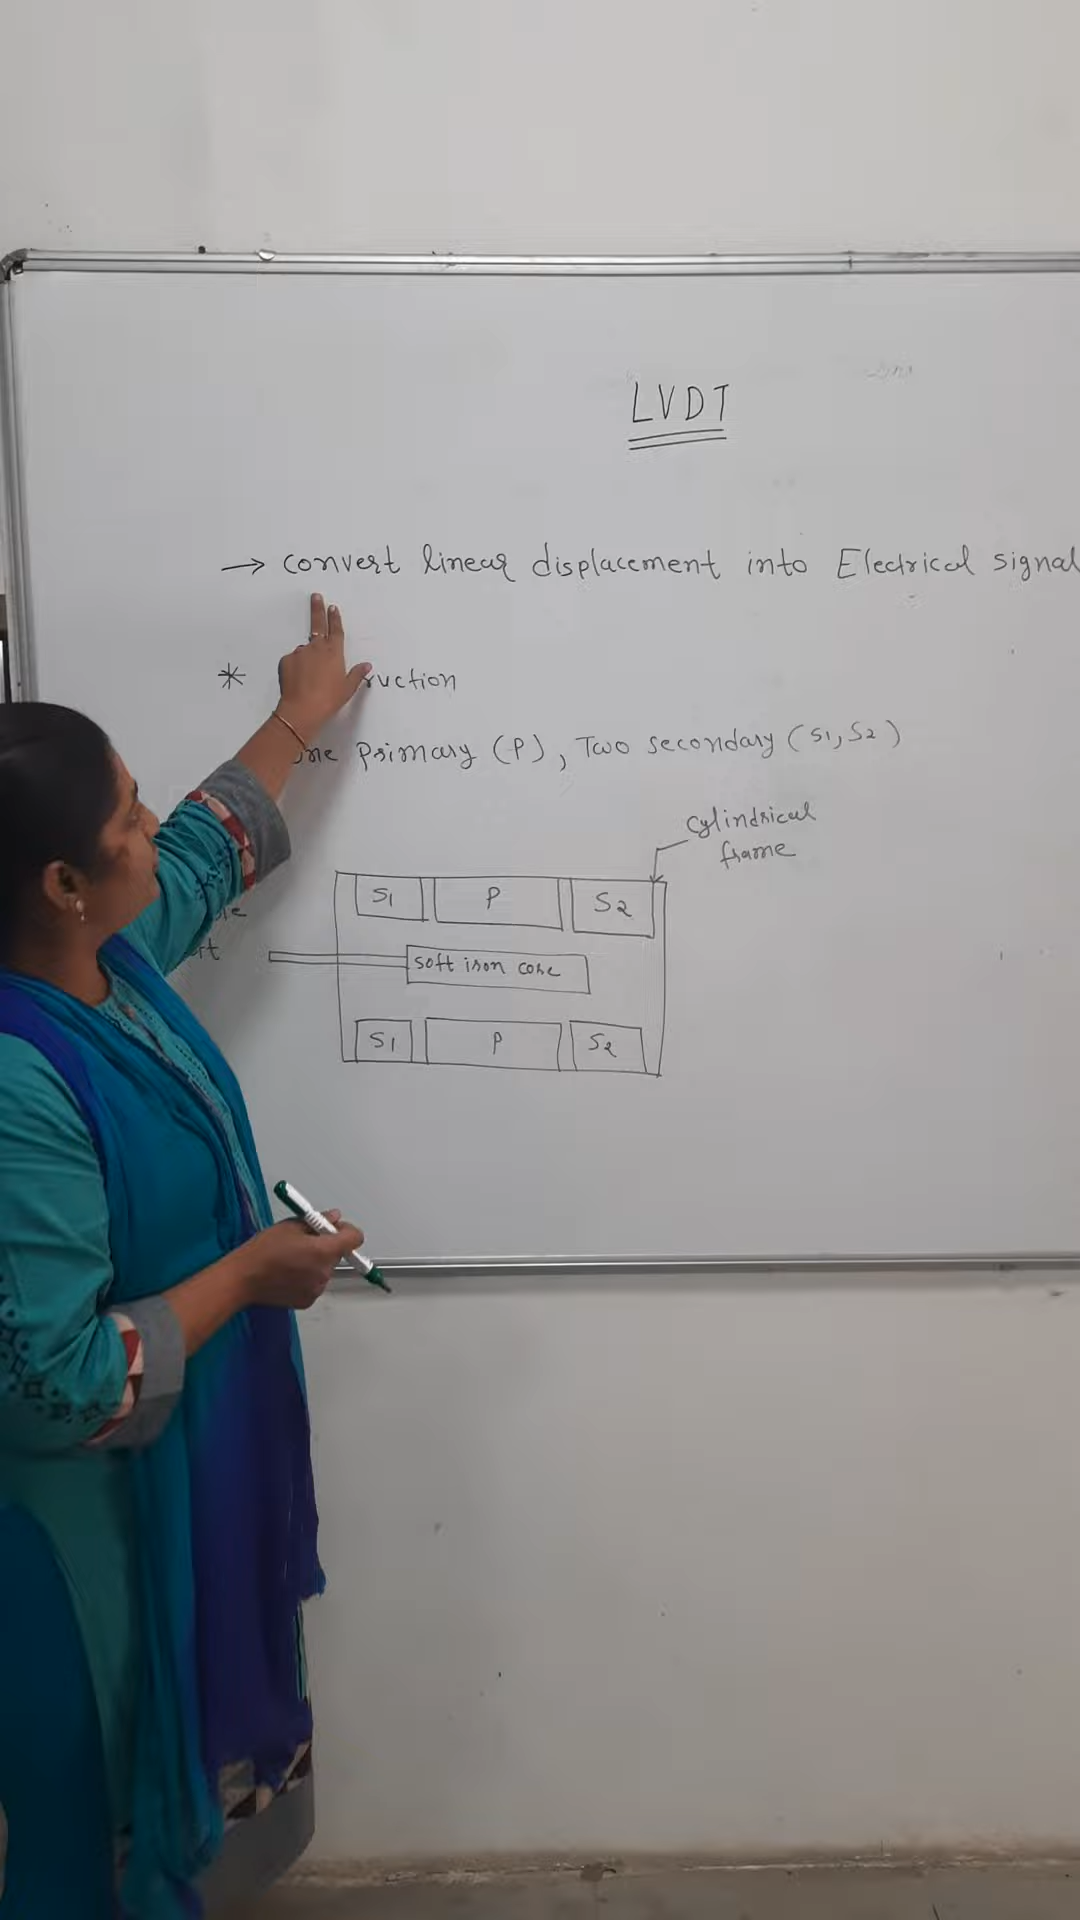 LVDT
→ convert linear displacement into Electrical signal
* ruction
one primary (P), Two secondary (S1, S2)
cylindrical
frame
S1 P S2
soft iron core
S1 P S2